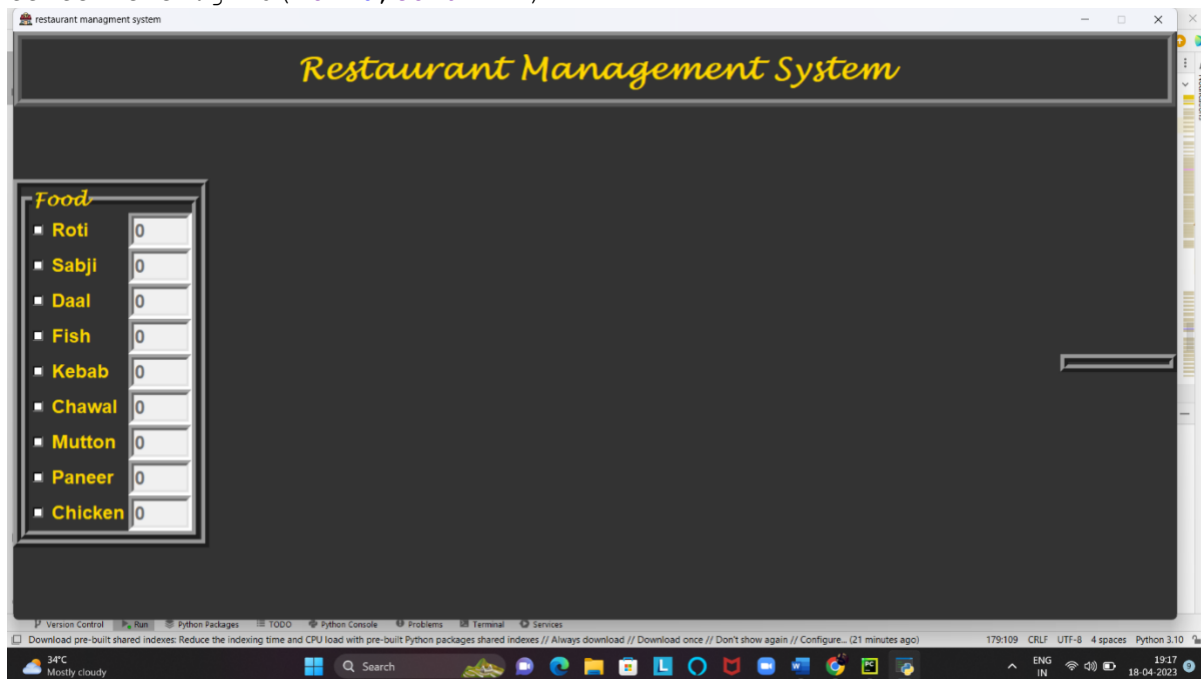 restaurant managment system
Restaurant Management System
Food
Roti 0
Sabji 0
Daal 0
Fish 0
Kebab 0
Chawal 0
Mutton 0
Paneer 0
Chicken 0
Version Control Run Python Packages TODO Python Console Problems Terminal Services
Download pre-built shared indexes: Reduce the indexing time and CPU load with pre-built Python packages shared indexes // Always download // Download once // Don't show again // Configure... (21 minutes ago) 179:109 CRLF UTF-8 4 spaces Python 3.10
34°C
Mostly cloudy
Search
ENG
IN
19:17
18-04-2023